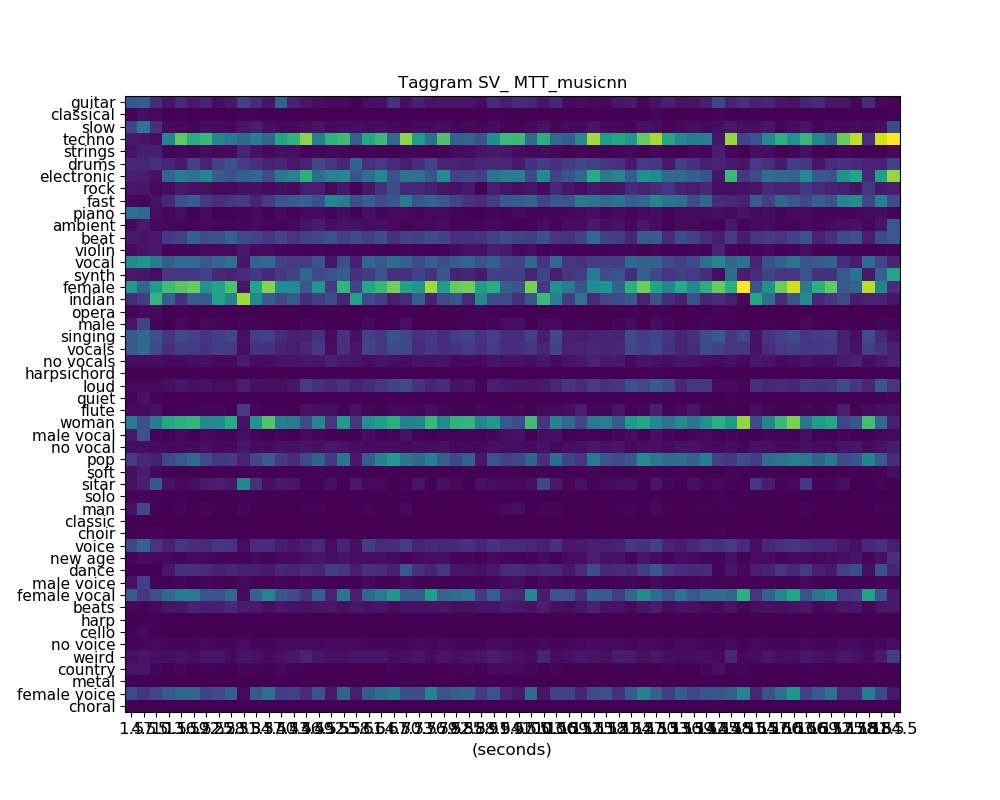 Taggram SV_ MTT_musicnn
guitar
classical
slow
techno
strings
drums
electronic
rock
fast
piano
ambient
beat
violin
vocal
synth
female
indian
opera
male
singing
vocals
no vocals
harpsichord
loud
quiet
flute
woman
male vocal
no vocal
pop
soft
sitar
solo
man
classic
choir
voice
new age
dance
male voice
female vocal
beats
harp
cello
no voice
weird
country
metal
female voice
choral
(seconds)